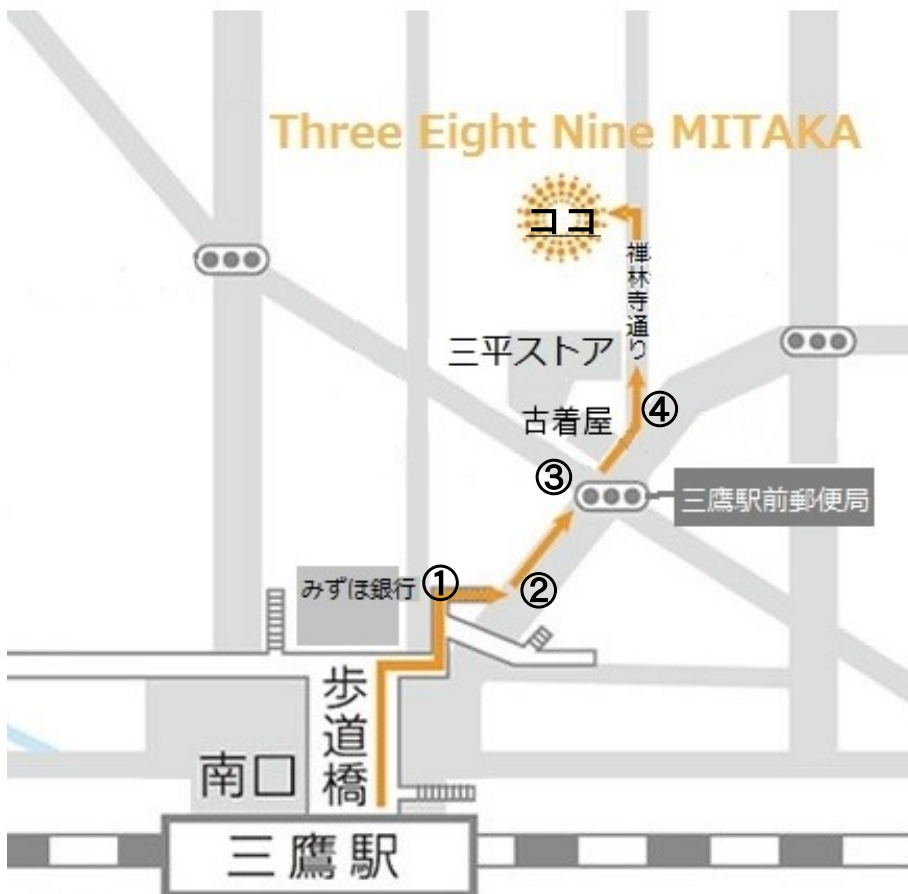 Three Eight Nine MITAKA
ココ
禅林寺通り
三平ストア
④
古着屋
③
三鷹駅前郵便局
みずほ銀行
①
②
歩道橋
南口
三鷹駅